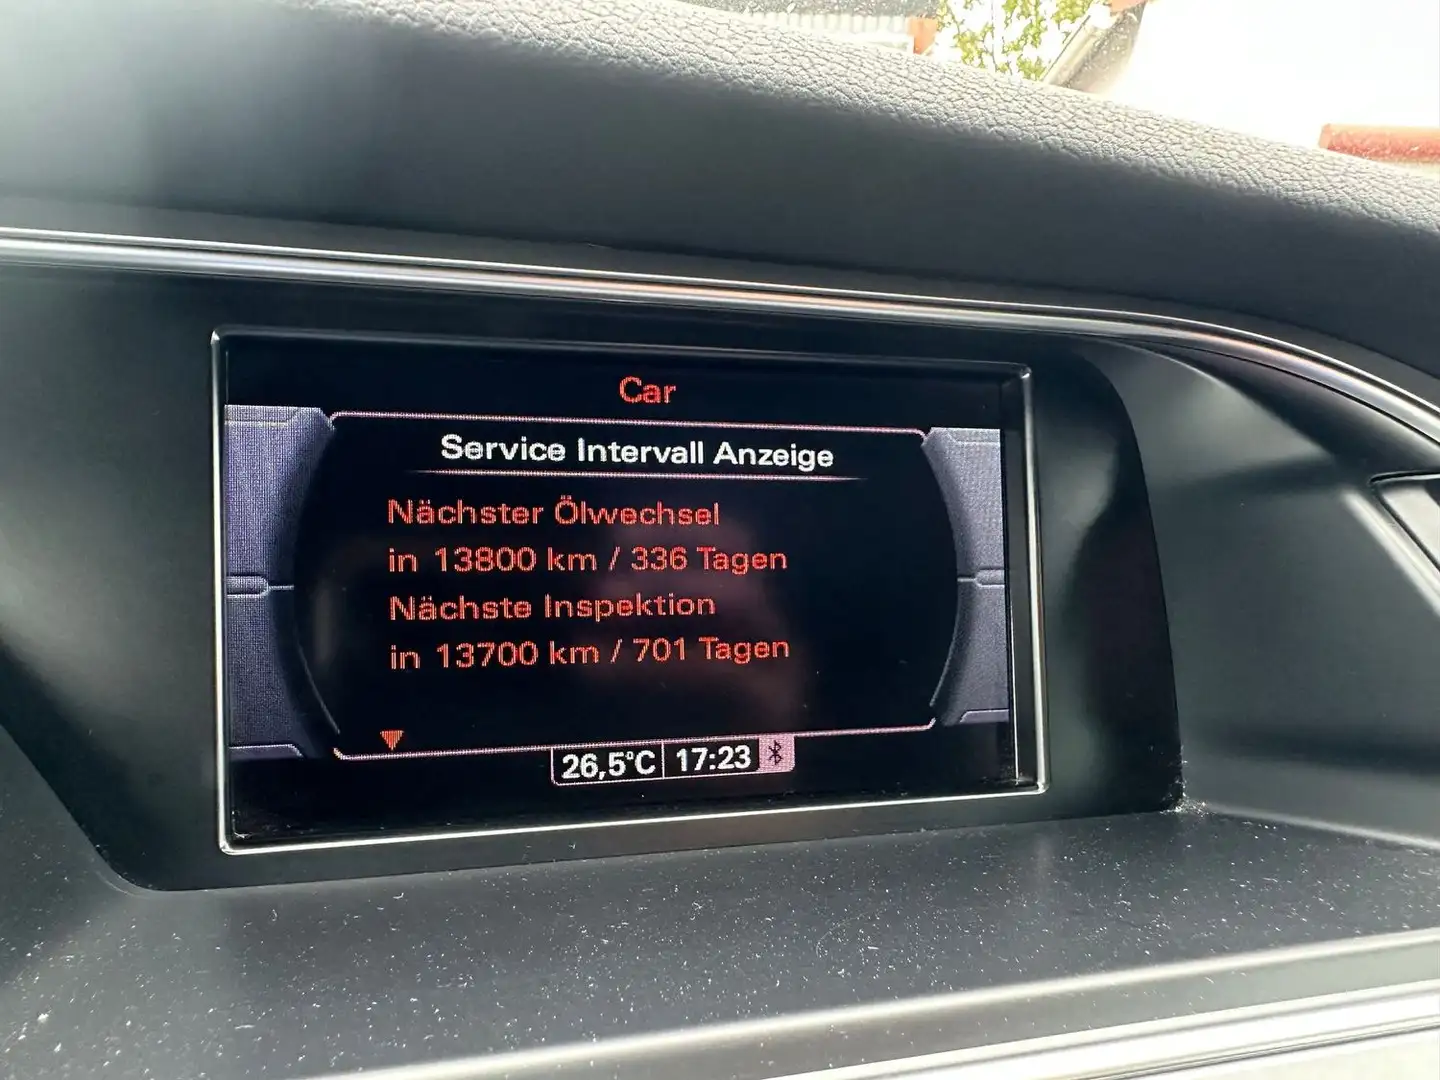 Car
Service Intervall Anzeige
Nächster Ölwechsel
in 13800 km / 336 Tagen
Nächste Inspektion
in 13700 km / 701 Tagen
26,5°C 17:23